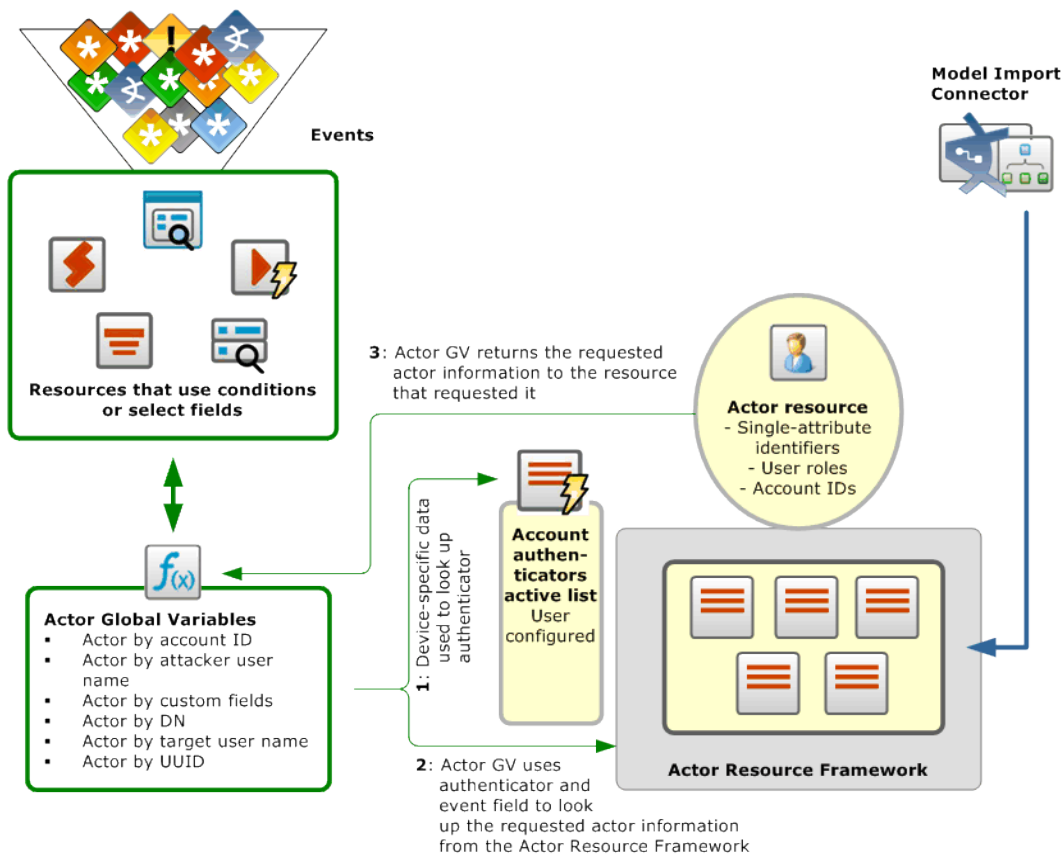 Events
Model Import
Connector
Resources that use conditions
or select fields
3: Actor GV returns the requested
actor information to the resource
that requested it
Actor resource
- Single-attribute
identifiers
- User roles
- Account IDs
1: Device-specific data
used to look up
authenticator
Account
authen-
ticators
active list
User
configured
f(x)
Actor Global Variables
▪ Actor by account ID
▪ Actor by attacker user
name
▪ Actor by custom fields
▪ Actor by DN
▪ Actor by target user name
▪ Actor by UUID
Actor Resource Framework
2: Actor GV uses
authenticator and
event field to look
up the requested actor information
from the Actor Resource Framework